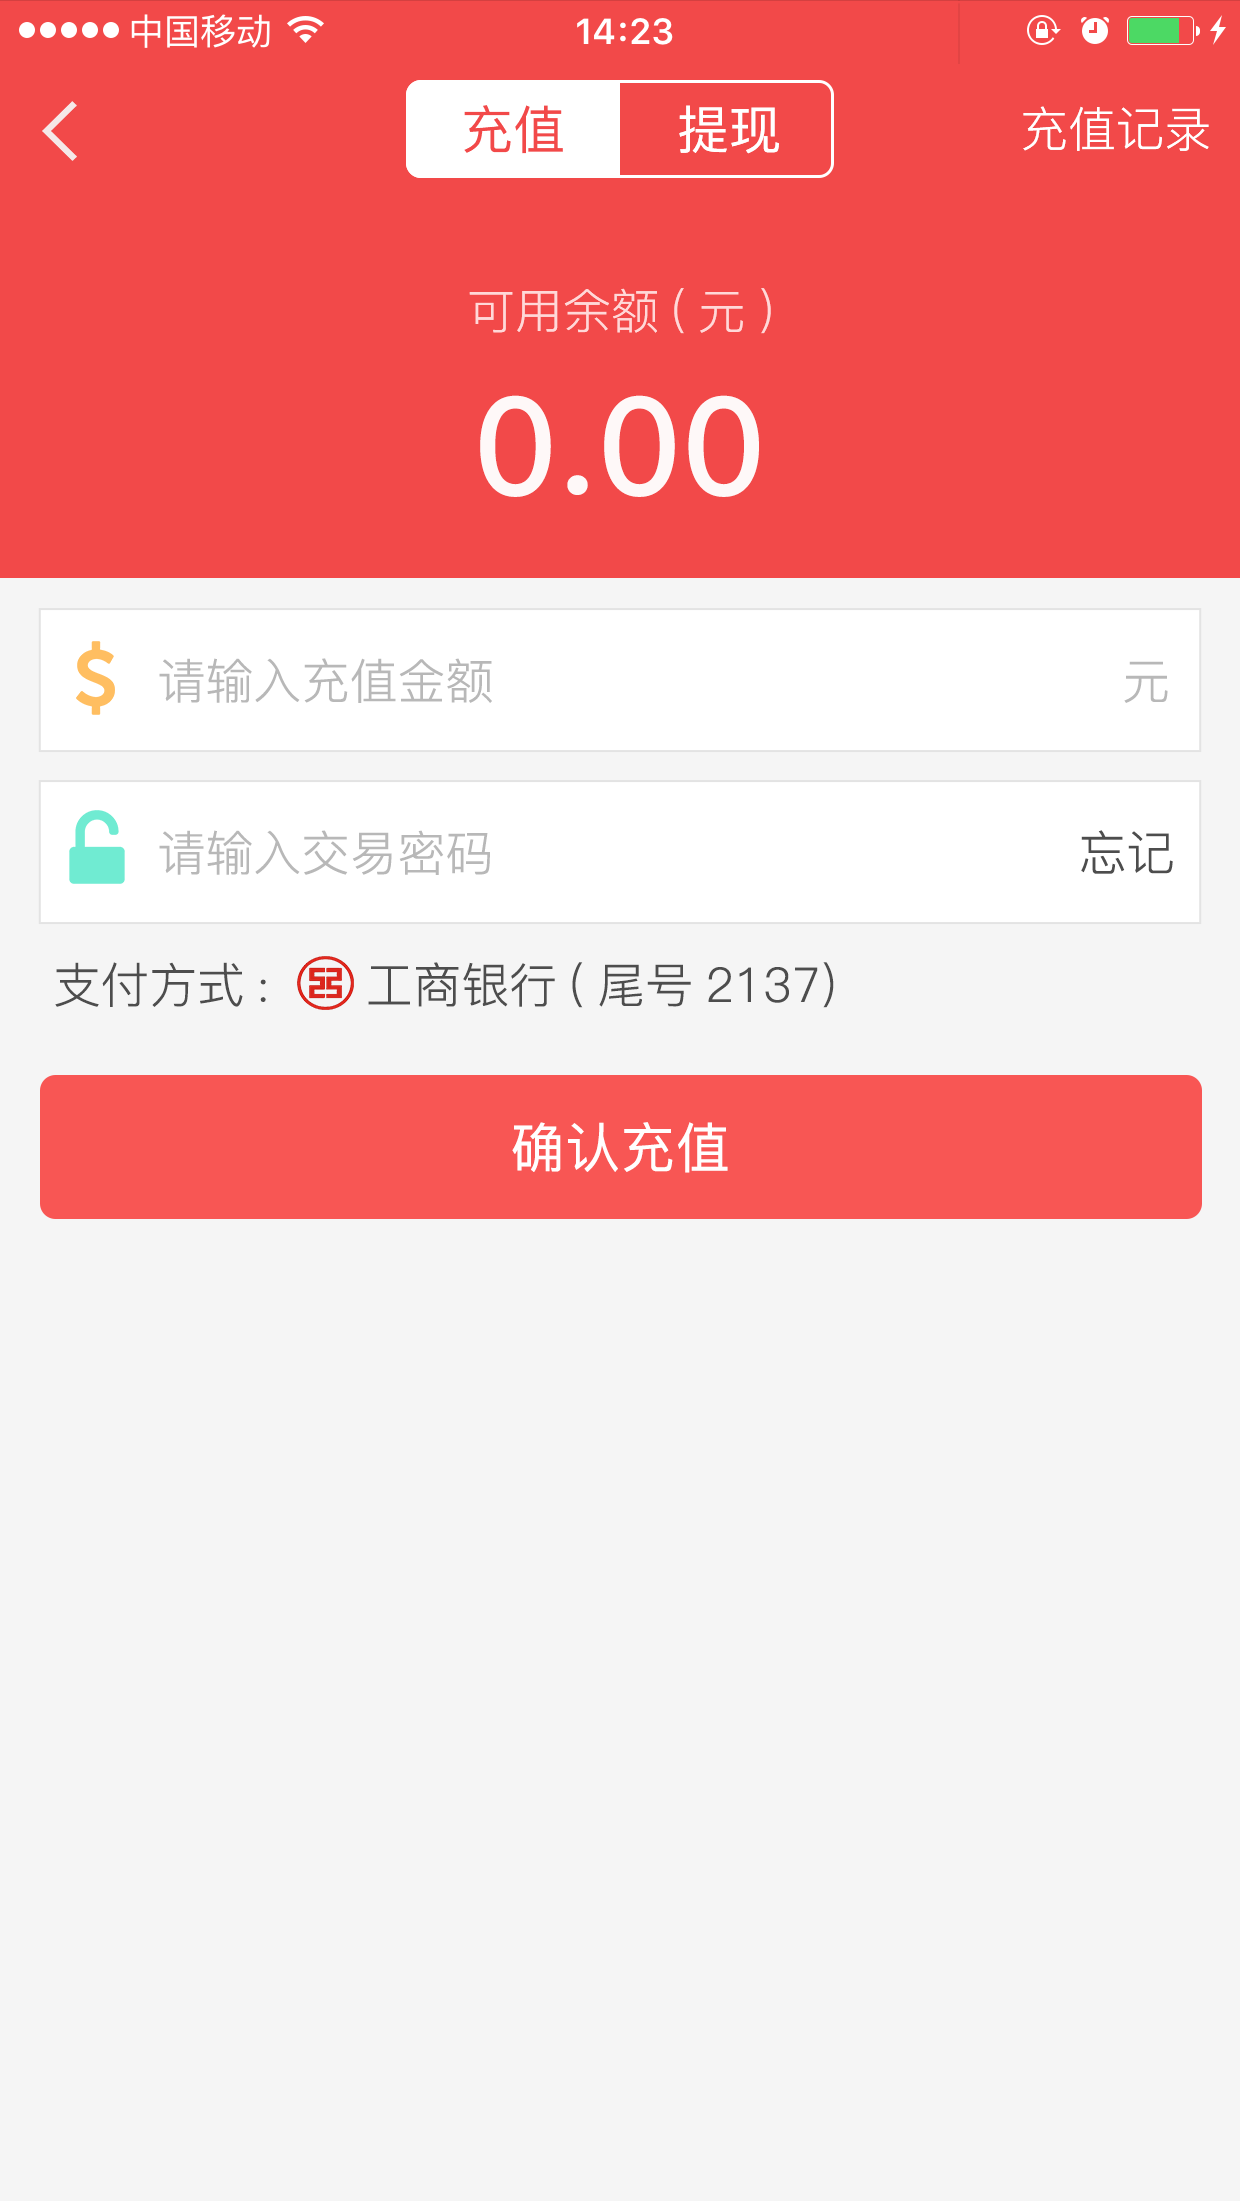 中国移动 14:23
充值 提现 充值记录
可用余额( 元 )
0.00
请输入充值金额 元
请输入交易密码 忘记
支付方式 : 工商银行( 尾号 2137)
确认充值